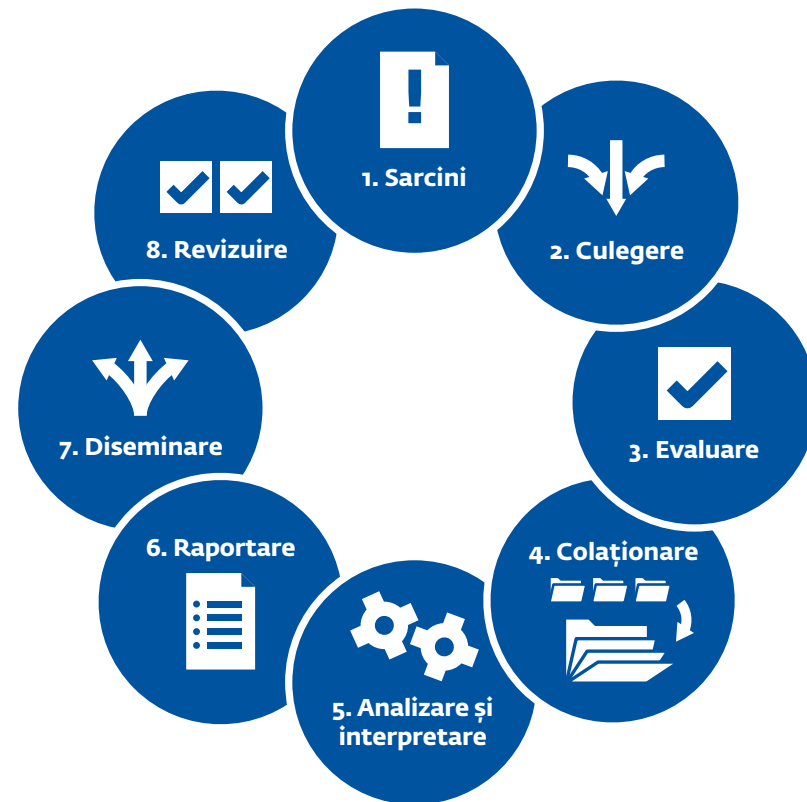 1. Sarcini
2. Culegere
3. Evaluare
4. Colaționare
5. Analizare și
interpretare
6. Raportare
7. Diseminare
8. Revizuire